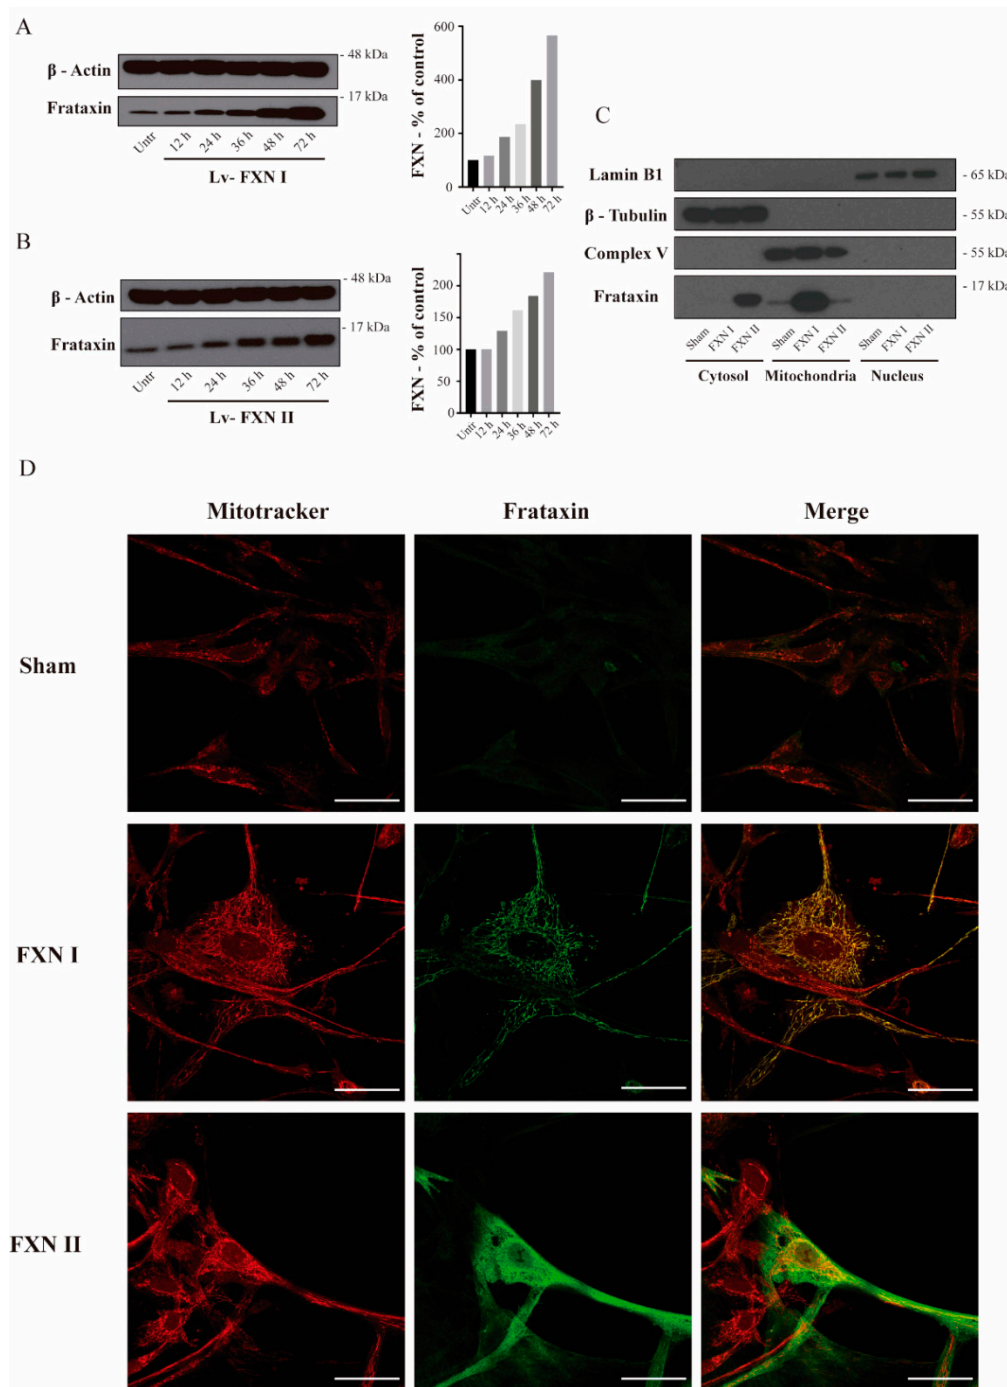 A
β - Actin
- 48 kDa
Frataxin
- 17 kDa
Untr 12 h 24 h 36 h 48 h 72 h
Lv- FXN I
FXN - % of control
600
400
200
0
Untr 12 h 24 h 36 h 48 h 72 h
B
β - Actin
- 48 kDa
Frataxin
- 17 kDa
Untr 12 h 24 h 36 h 48 h 72 h
Lv- FXN II
FXN - % of control
200
150
100
50
0
Untr 12 h 24 h 36 h 48 h 72 h
C
Lamin B1
- 65 kDa
β - Tubulin
- 55 kDa
Complex V
- 55 kDa
Frataxin
- 17 kDa
Sham FXN I FXN II Sham FXN I FXN II Sham FXN I FXN II
Cytosol Mitochondria Nucleus
D
Mitotracker Frataxin Merge
Sham
FXN I
FXN II